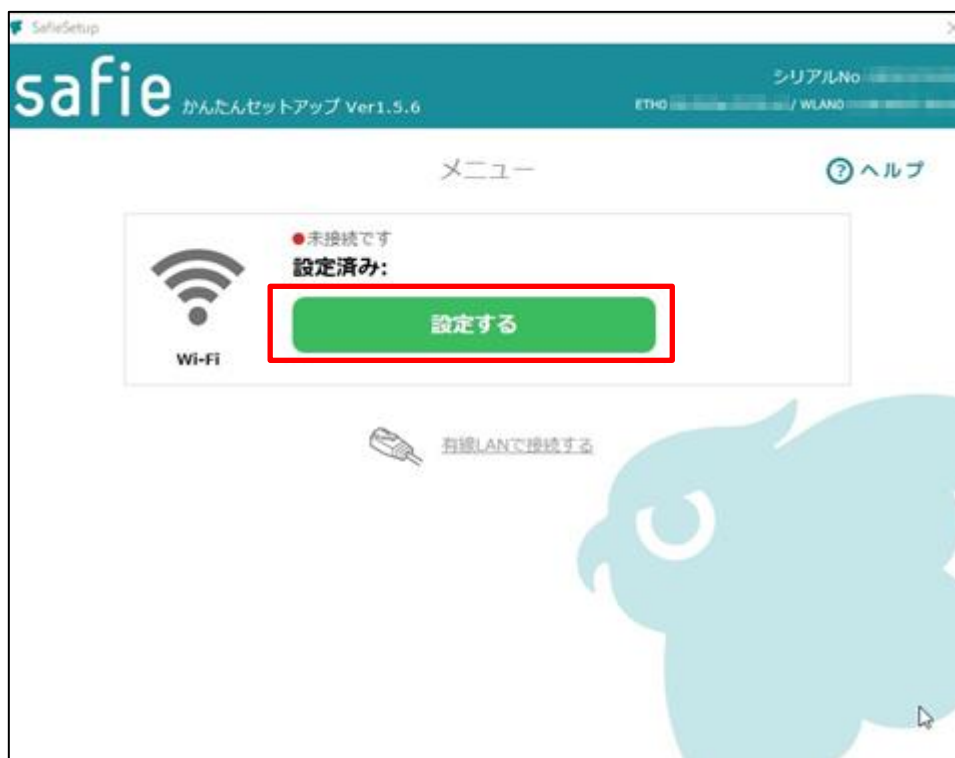 SafieSetup
safie かんたんセットアップ Ver1.5.6
シリアルNo
ETH0 / WLAN0
メニュー
? ヘルプ
●未接続です
設定済み:
設定する
Wi-Fi
有線LANで接続する